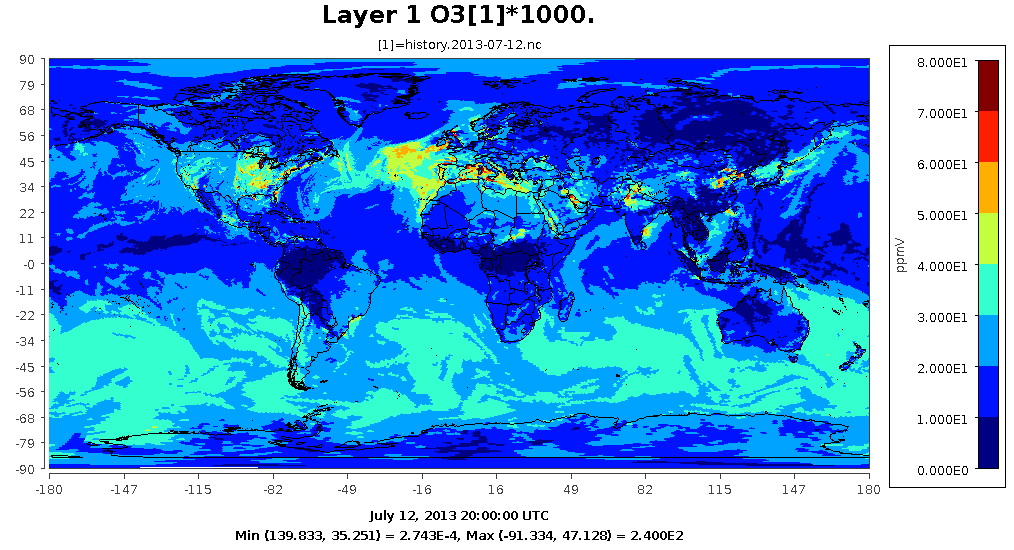 Layer 1 O3[1]*1000.
[1]=history.2013-07-12.nc
90
79
68
56
45
34
22
11
-0
-11
-22
-34
-45
-56
-68
-79
-90
-180
-147
-115
-82
-49
-16
16
49
82
115
147
180
8.000E1
7.000E1
6.000E1
5.000E1
4.000E1
3.000E1
2.000E1
1.000E1
0.000E0
ppmV
July 12, 2013 20:00:00 UTC
Min (139.833, 35.251) = 2.743E-4, Max (-91.334, 47.128) = 2.400E2